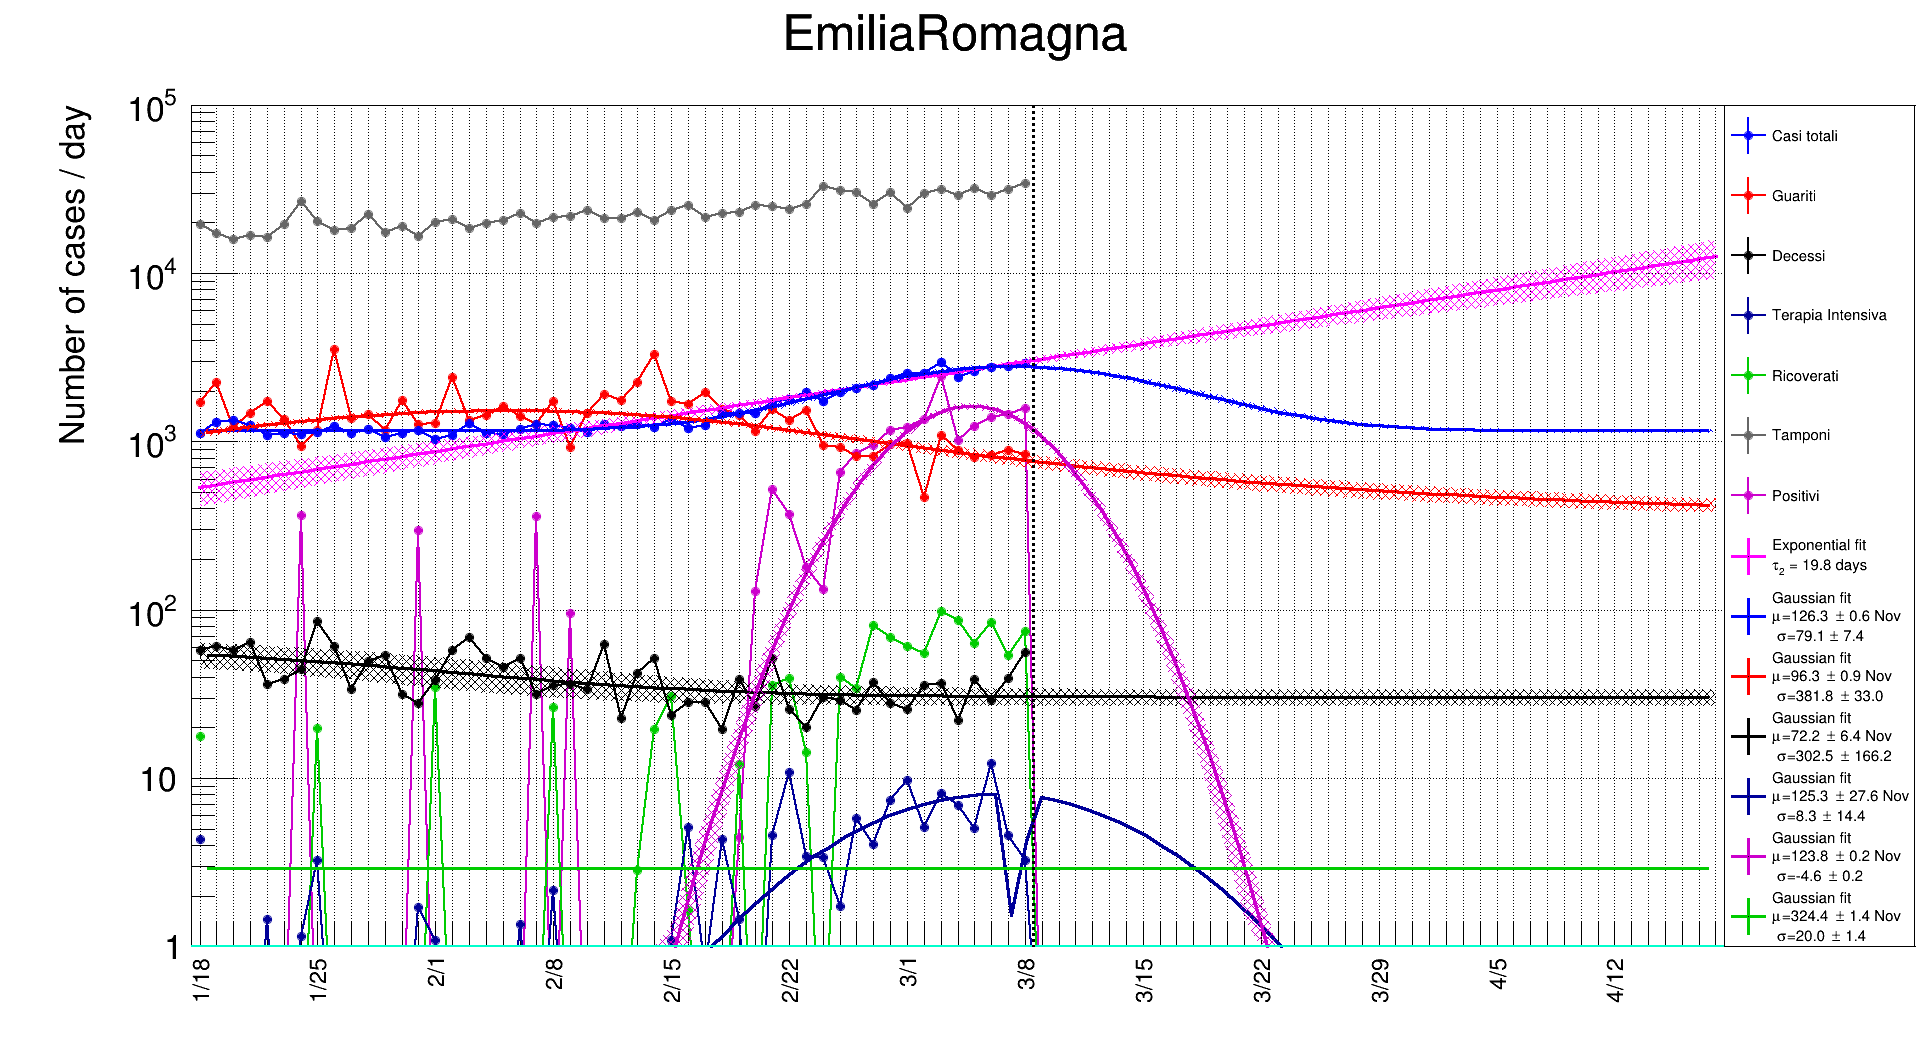 EmiliaRomagna
Number of cases / day
10^5
10^4
10^3
10^2
10
1
1/18
1/25
2/1
2/8
2/15
2/22
3/1
3/8
3/15
3/22
3/29
4/5
4/12
Casi totali
Guariti
Decessi
Terapia Intensiva
Ricoverati
Tamponi
Positivi
Exponential fit
τ₂ = 19.8 days
Gaussian fit
μ=126.3 ± 0.6 Nov
σ=79.1 ± 7.4
Gaussian fit
μ=96.3 ± 0.9 Nov
σ=381.8 ± 33.0
Gaussian fit
μ=72.2 ± 6.4 Nov
σ=302.5 ± 166.2
Gaussian fit
μ=125.3 ± 27.6 Nov
σ=8.3 ± 14.4
Gaussian fit
μ=123.8 ± 0.2 Nov
σ=-4.6 ± 0.2
Gaussian fit
μ=324.4 ± 1.4 Nov
σ=20.0 ± 1.4